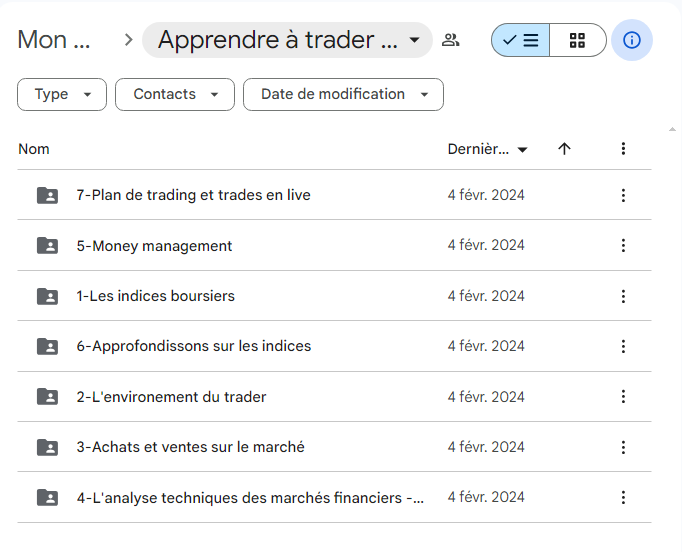 Mon ... Apprendre à trader ...
Type Contacts Date de modification
Nom Dernièr...
7-Plan de trading et trades en live 4 févr. 2024
5-Money management 4 févr. 2024
1-Les indices boursiers 4 févr. 2024
6-Approfondissons sur les indices 4 févr. 2024
2-L'environement du trader 4 févr. 2024
3-Achats et ventes sur le marché 4 févr. 2024
4-L'analyse techniques des marchés financiers -... 4 févr. 2024